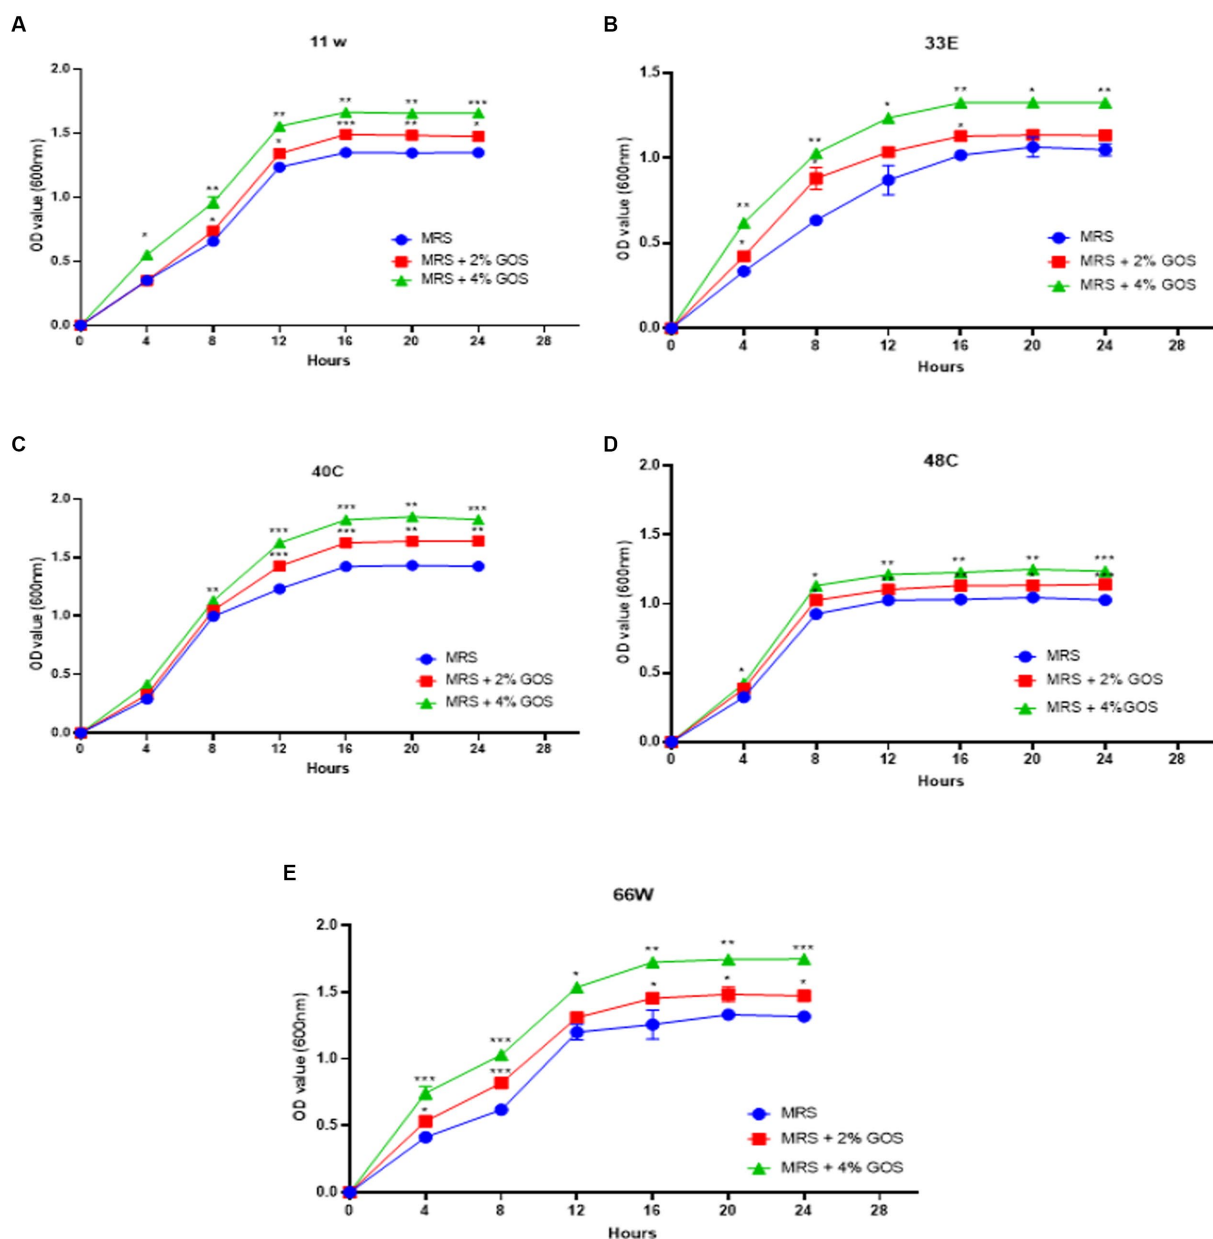 A
11 w
2.0
1.5
1.0
0.5
0.0
OD value (600nm)
* ** ** ** ** ***
* * *** ** *
MRS
MRS + 2% GOS
MRS + 4% GOS
0 4 8 12 16 20 24 28
Hours
B
33E
1.5
1.0
0.5
0.0
OD value (600nm)
** ** * ** * **
* * *
MRS
MRS + 2% GOS
MRS + 4% GOS
0 4 8 12 16 20 24 28
Hours
C
40C
2.0
1.5
1.0
0.5
0.0
OD value (600nm)
** *** *** ** ***
*** *** ** **
MRS
MRS + 2% GOS
MRS + 4% GOS
0 4 8 12 16 20 24 28
Hours
D
48C
2.0
1.5
1.0
0.5
0.0
OD value (600nm)
* * ** ** ** ***
MRS
MRS + 2% GOS
MRS + 4%GOS
0 4 8 12 16 20 24 28
Hours
E
66W
2.0
1.5
1.0
0.5
0.0
OD value (600nm)
*** *** * ** ** ***
* *** * * *
MRS
MRS + 2% GOS
MRS + 4% GOS
0 4 8 12 16 20 24 28
Hours